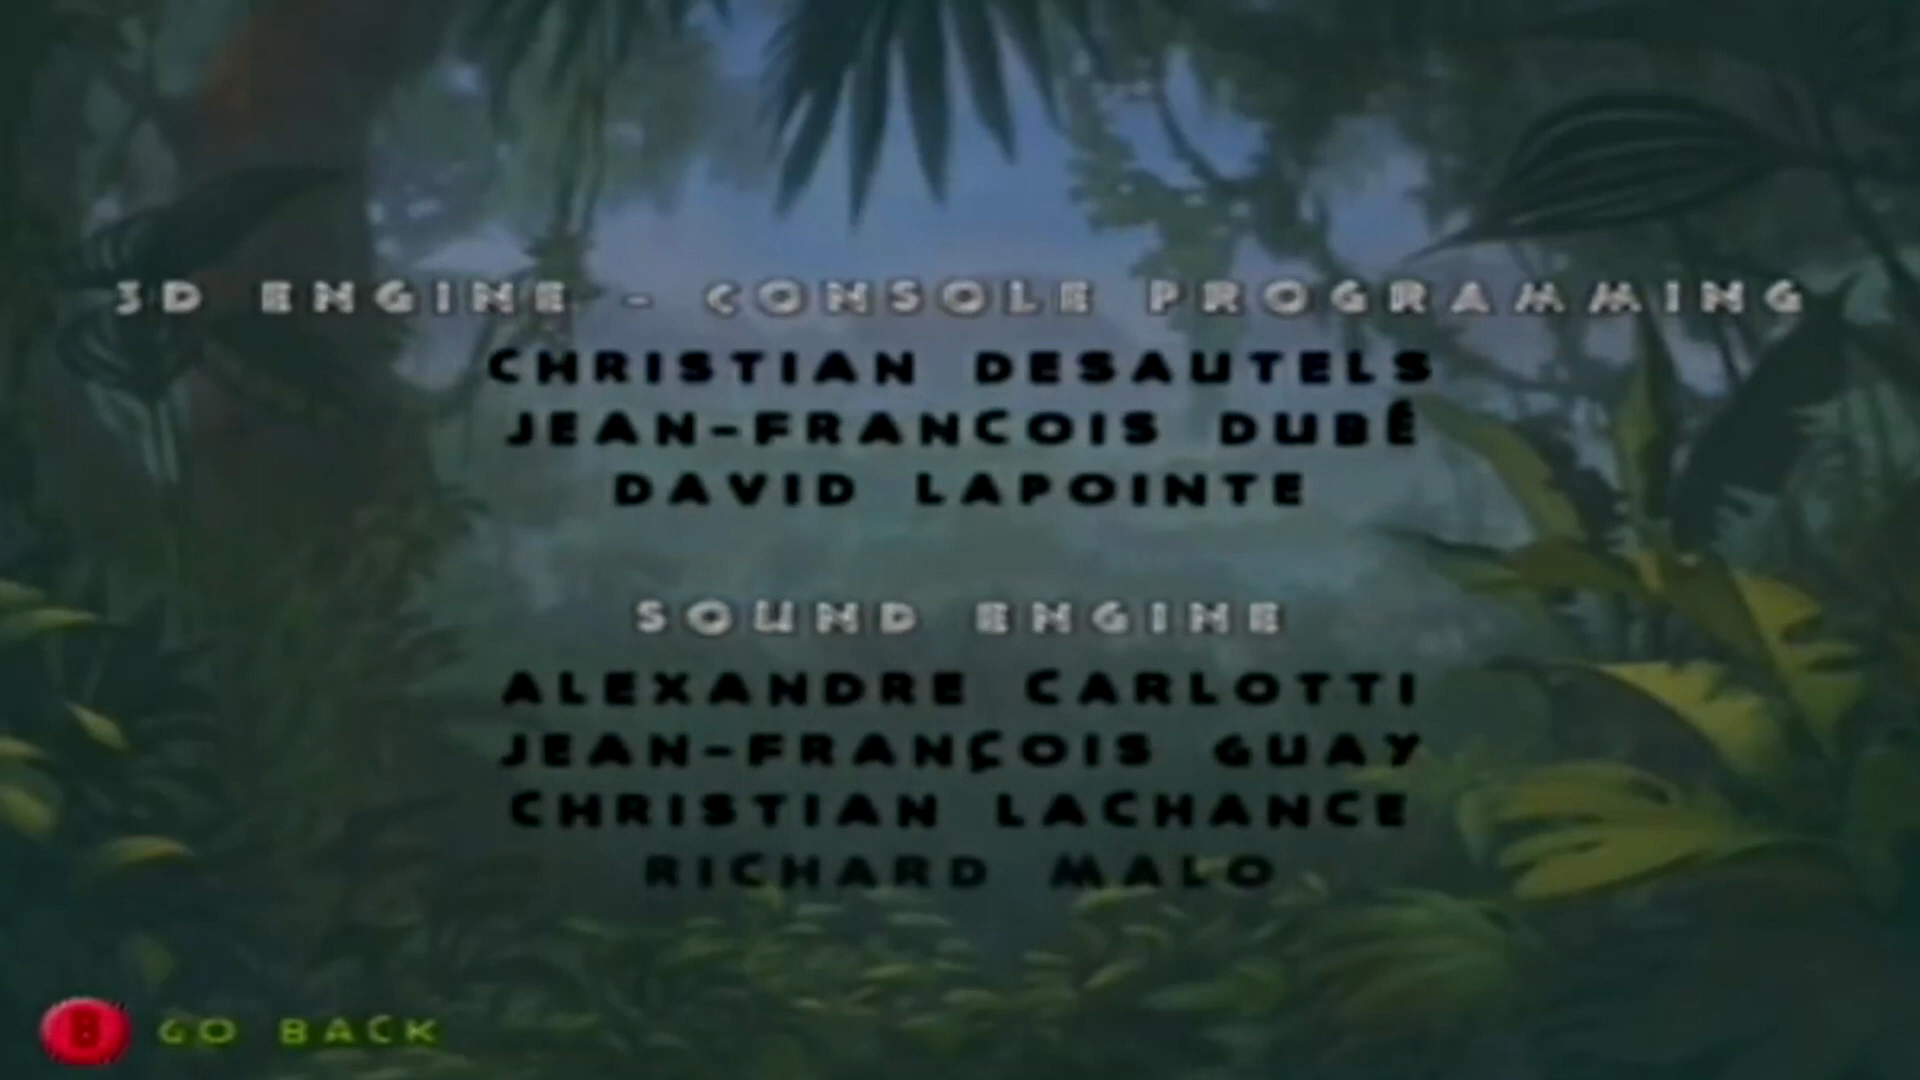 3D ENGINE - CONSOLE PROGRAMMING
CHRISTIAN DESAUTELS
JEAN-FRANCOIS DUBÉ
DAVID LAPOINTE
SOUND ENGINE
ALEXANDRE CARLOTTI
JEAN-FRANÇOIS GUAY
CHRISTIAN LACHANCE
RICHARD MALO
B GO BACK